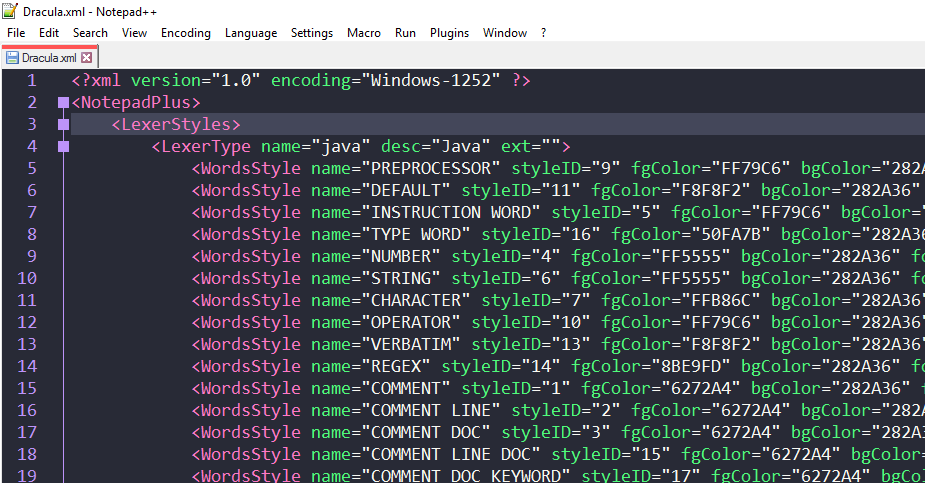 Dracula.xml - Notepad++
File Edit Search View Encoding Language Settings Macro Run Plugins Window ?
Dracula.xml
1 <?xml version="1.0" encoding="Windows-1252" ?>
2 <NotepadPlus>
3 <LexerStyles>
4 <LexerType name="java" desc="Java" ext="">
5 <WordsStyle name="PREPROCESSOR" styleID="9" fgColor="FF79C6" bgColor="282A
6 <WordsStyle name="DEFAULT" styleID="11" fgColor="F8F8F2" bgColor="282A36"
7 <WordsStyle name="INSTRUCTION WORD" styleID="5" fgColor="FF79C6" bgColor="
8 <WordsStyle name="TYPE WORD" styleID="16" fgColor="50FA7B" bgColor="282A36
9 <WordsStyle name="NUMBER" styleID="4" fgColor="FF5555" bgColor="282A36" fo
10 <WordsStyle name="STRING" styleID="6" fgColor="FF5555" bgColor="282A36" fo
11 <WordsStyle name="CHARACTER" styleID="7" fgColor="FFB86C" bgColor="282A36"
12 <WordsStyle name="OPERATOR" styleID="10" fgColor="FF79C6" bgColor="282A36"
13 <WordsStyle name="VERBATIM" styleID="13" fgColor="F8F8F2" bgColor="282A36"
14 <WordsStyle name="REGEX" styleID="14" fgColor="8BE9FD" bgColor="282A36" fo
15 <WordsStyle name="COMMENT" styleID="1" fgColor="6272A4" bgColor="282A36" f
16 <WordsStyle name="COMMENT LINE" styleID="2" fgColor="6272A4" bgColor="282A
17 <WordsStyle name="COMMENT DOC" styleID="3" fgColor="6272A4" bgColor="282A3
18 <WordsStyle name="COMMENT LINE DOC" styleID="15" fgColor="6272A4" bgColor="
19 <WordsStyle name="COMMENT DOC KEYWORD" styleID="17" fgColor="6272A4" bgCol